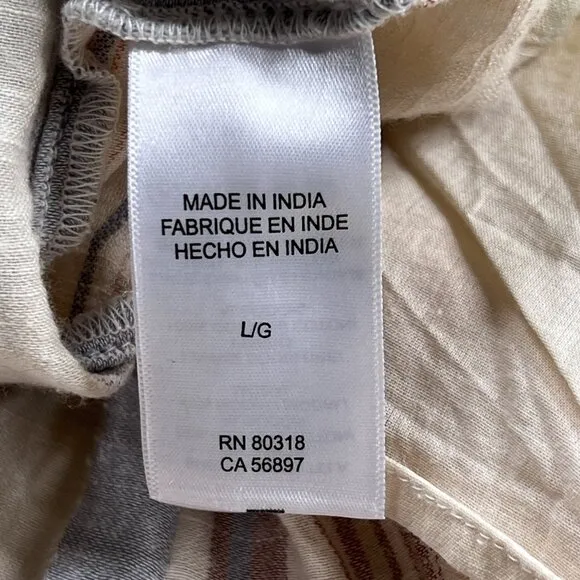 MADE IN INDIA
FABRIQUE EN INDE
HECHO EN INDIA
L/G
RN 80318
CA 56897